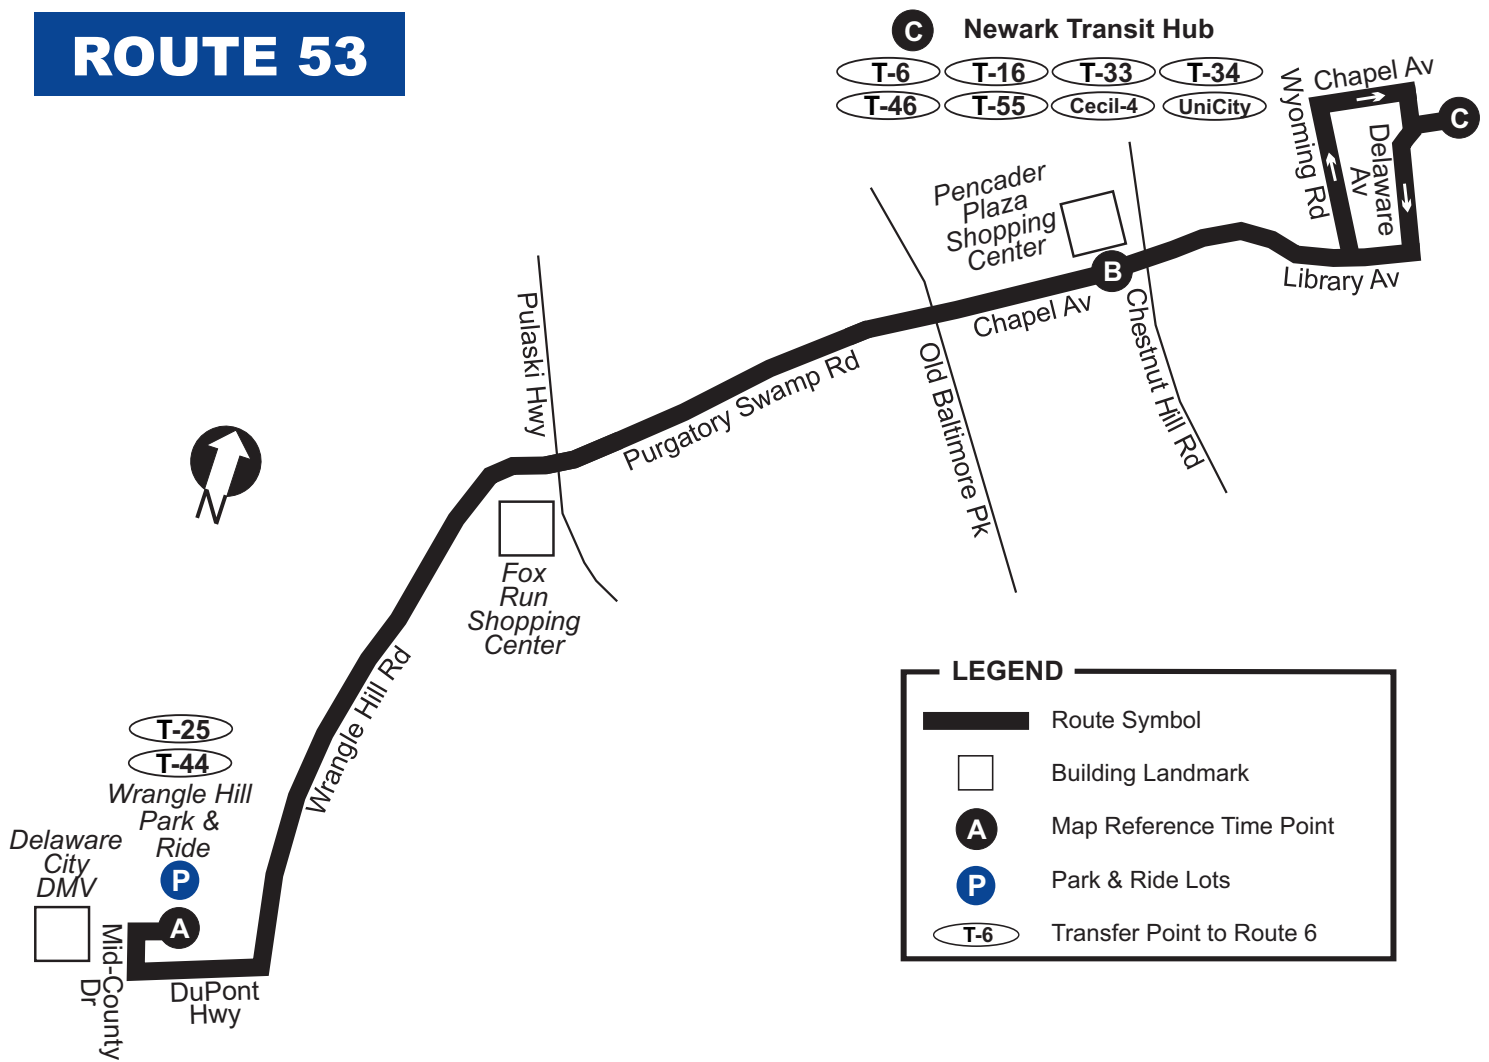 ROUTE 53
C Newark Transit Hub
T-6 T-16 T-33 T-34
T-46 T-55 Cecil-4 UniCity
Chapel Av
Wyoming Rd
Delaware
Av
C
Pencader
Plaza
Shopping
Center
B
Library Av
Chapel Av
Chestnut Hill Rd
Old Baltimore Pk
Pulaski Hwy
Purgatory Swamp Rd
N
Fox
Run
Shopping
Center
Wrangle Hill Rd
T-25
T-44
Wrangle Hill
Park &
Ride
P
A
Delaware
City
DMV
Mid-County
Dr
DuPont
Hwy
LEGEND
Route Symbol
Building Landmark
A Map Reference Time Point
P Park & Ride Lots
T-6 Transfer Point to Route 6